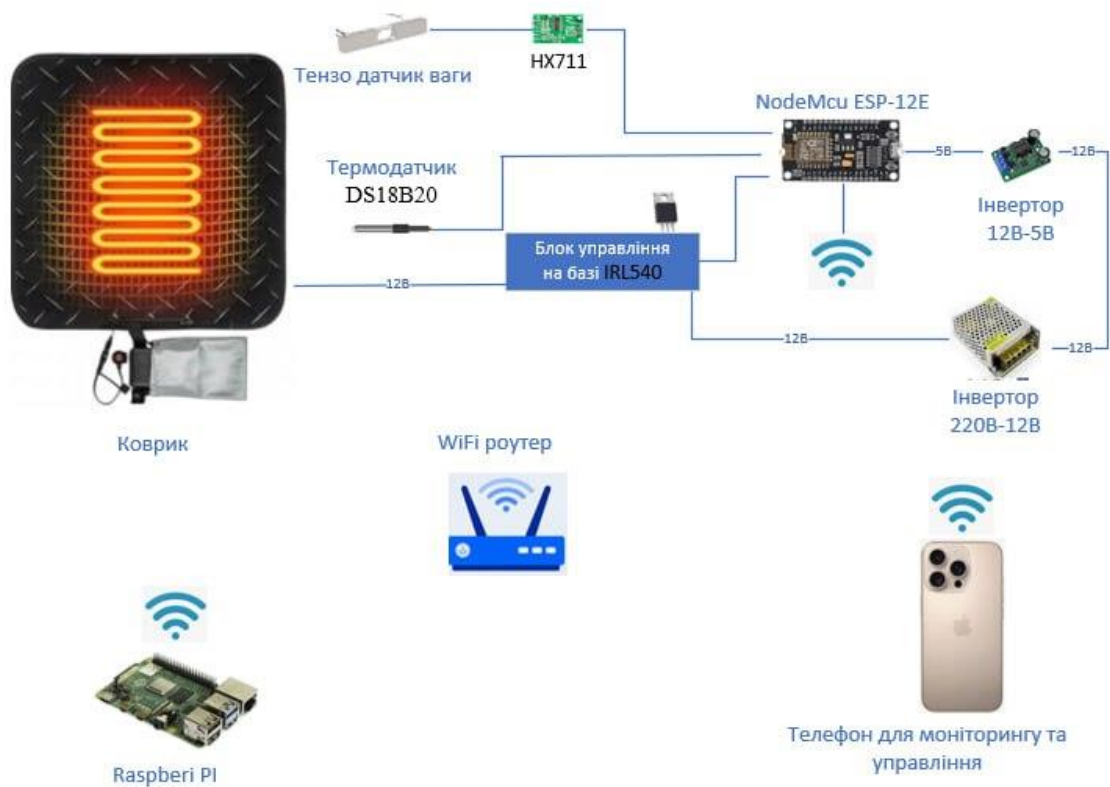 Тензо датчик ваги
HX711
NodeMcu ESP-12E
Термодатчик
DS18B20
5В
12В
Інвертор
12В-5В
Блок управління
на базі IRL540
12В
12В
12В
Інвертор
220В-12В
Коврик
WiFi роутер
Raspberi PI
Телефон для моніторингу та
управління